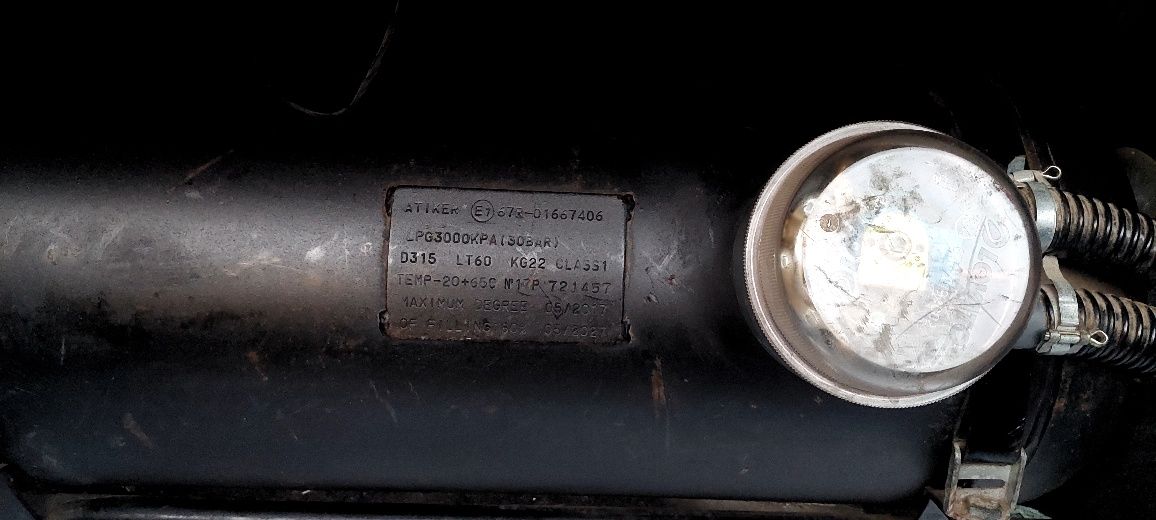 ATIKER E7 67R-01667406
LPG3000KPA(30BAR)
D315 LT60 KG22 CLASS1
TEMP-20+65C N°17P 721457
MAXIMUM DEGREE 05/2017
OF FILLING 80% 05/2027